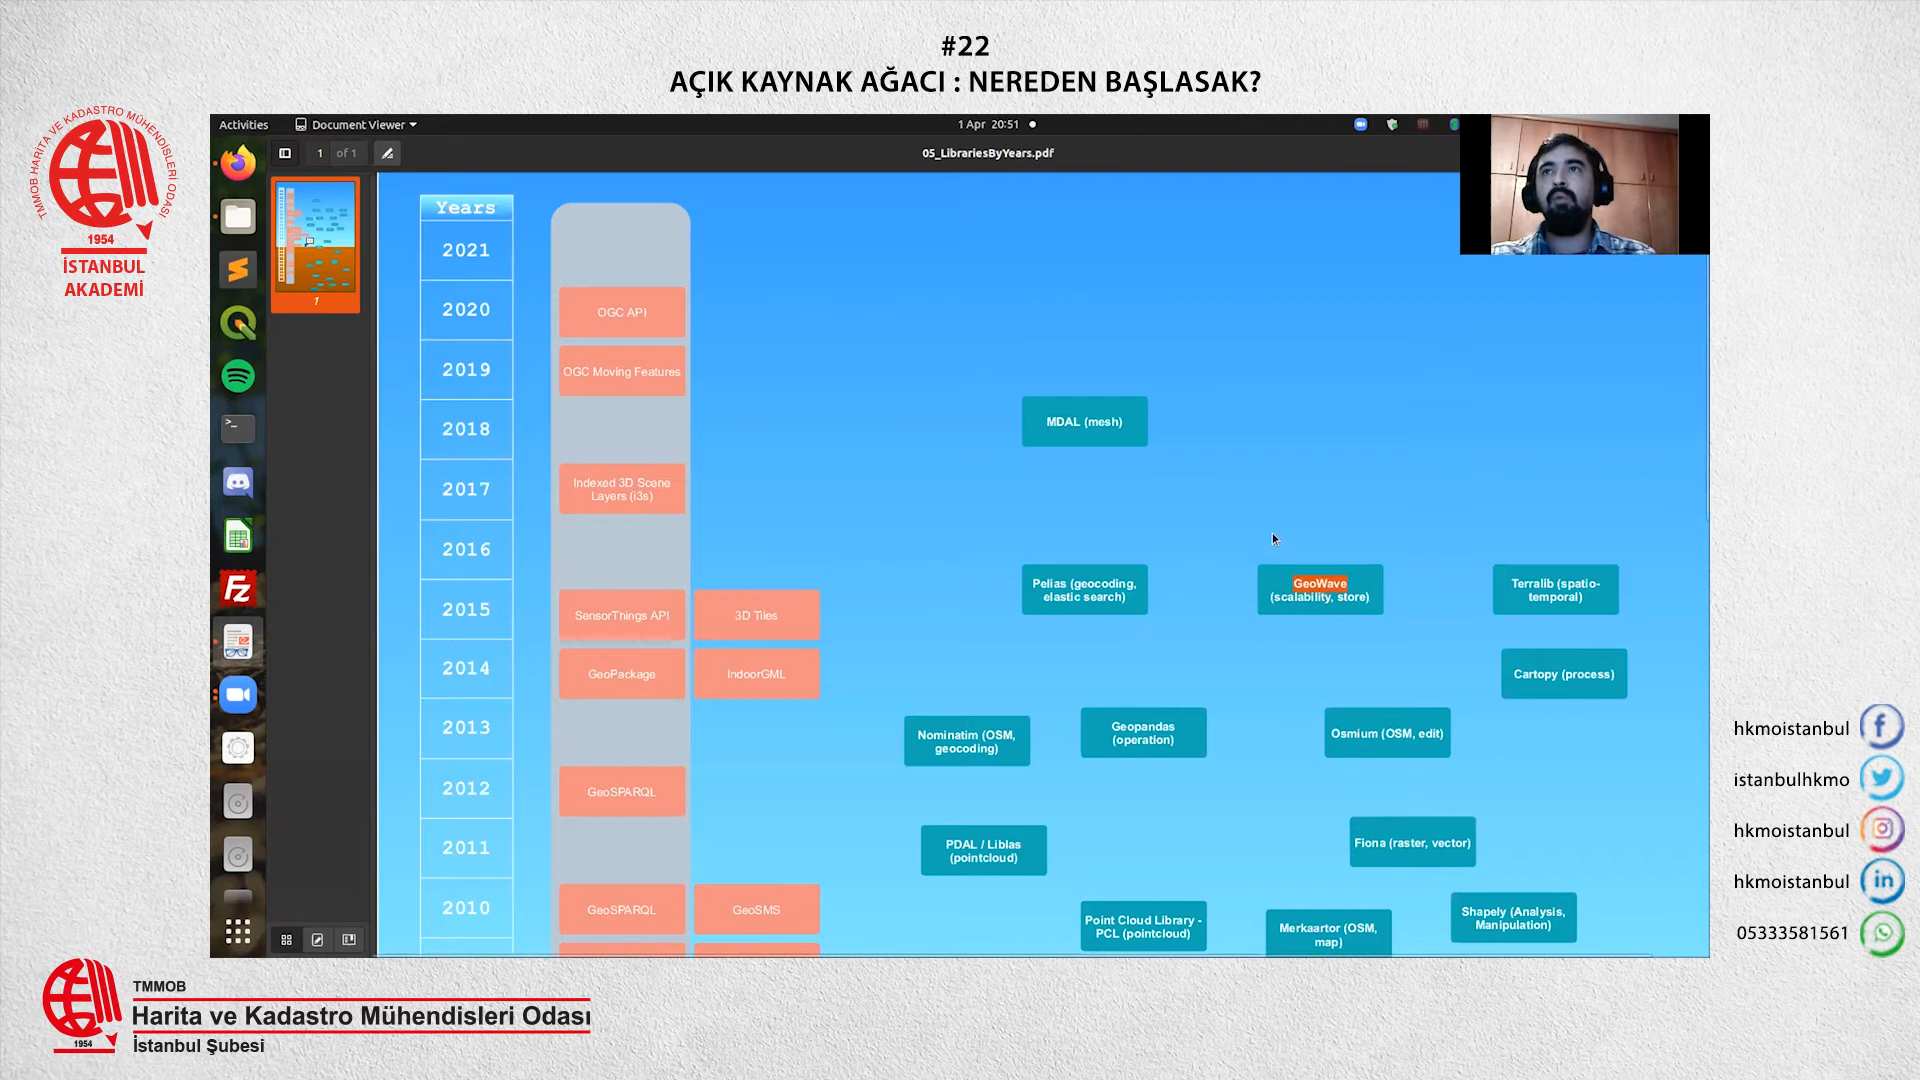 #22
AÇIK KAYNAK AĞACI : NEREDEN BAŞLASAK?
TMMOB HARİTA VE KADASTRO MÜHENDİSLERİ ODASI
1954
İSTANBUL
AKADEMİ
Activities
Document Viewer
1 Apr 20:51
1 of 1
05_LibrariesByYears.pdf
1
Years
2021
2020
OGC API
2019
OGC Moving Features
2018
MDAL (mesh)
2017
Indexed 3D Scene
Layers (i3s)
2016
Pelias (geocoding,
elastic search)
GeoWave
(scalability, store)
Terralib (spatio-
temporal)
2015
SensorThings API
3D Tiles
2014
GeoPackage
IndoorGML
Cartopy (process)
2013
Nominatim (OSM,
geocoding)
Geopandas
(operation)
Osmium (OSM, edit)
2012
GeoSPARQL
2011
PDAL / Liblas
(pointcloud)
Fiona (raster, vector)
2010
GeoSPARQL
GeoSMS
Point Cloud Library -
PCL (pointcloud)
Merkaartor (OSM,
map)
Shapely (Analysis,
Manipulation)
hkmoistanbul
istanbulhkmo
hkmoistanbul
hkmoistanbul
05333581561
1954
TMMOB
Harita ve Kadastro Mühendisleri Odası
İstanbul Şubesi